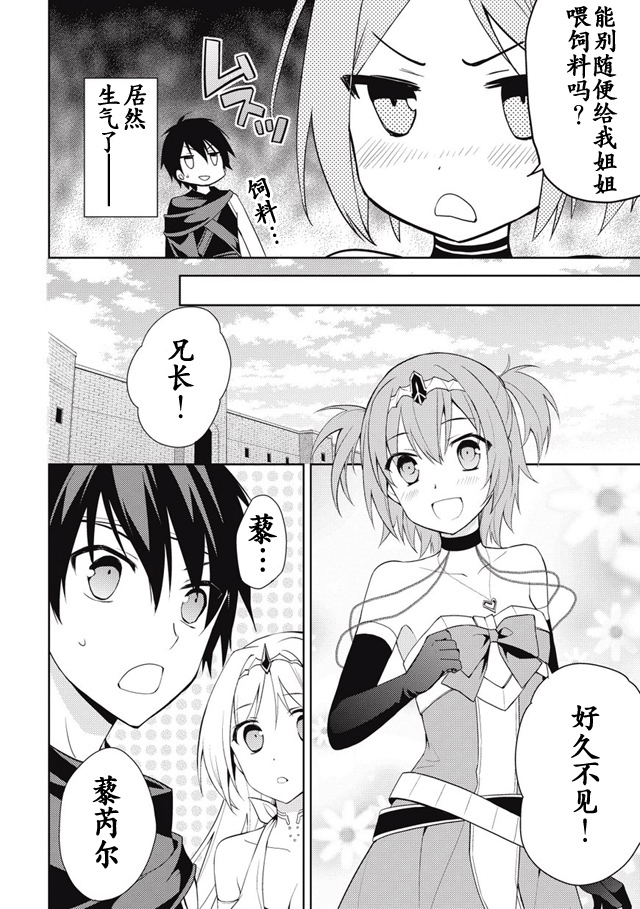 能别随便给我姐姐
喂饲料吗？
ムスッ
饲料…
居然
生气了——
兄长！
藜…
好久不见！
藜芮尔